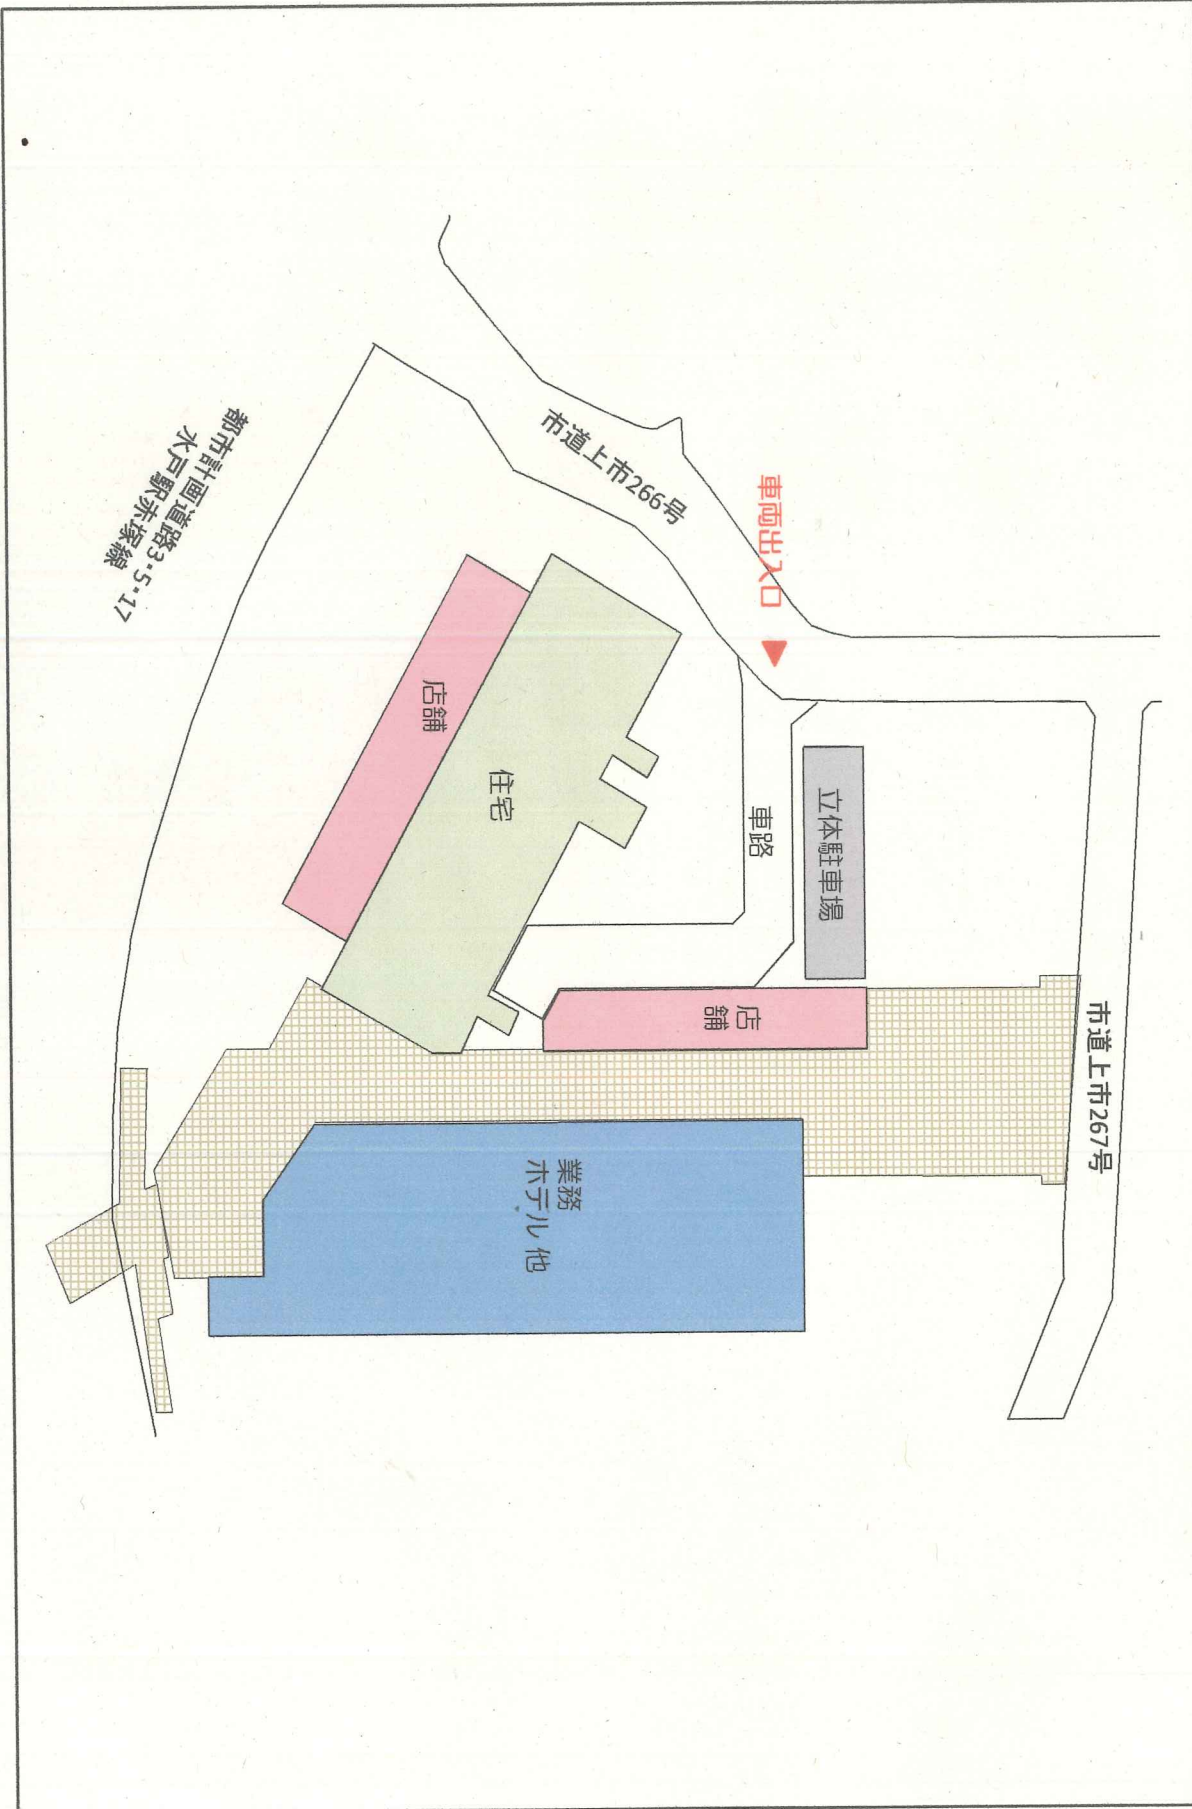 市道上市267号
車両出入口
立体駐車場
車路
店舗
市道上市266号
住宅
業務
ホテル 他
店舗
都市計画道路3・5・17
水戸駅赤塚線